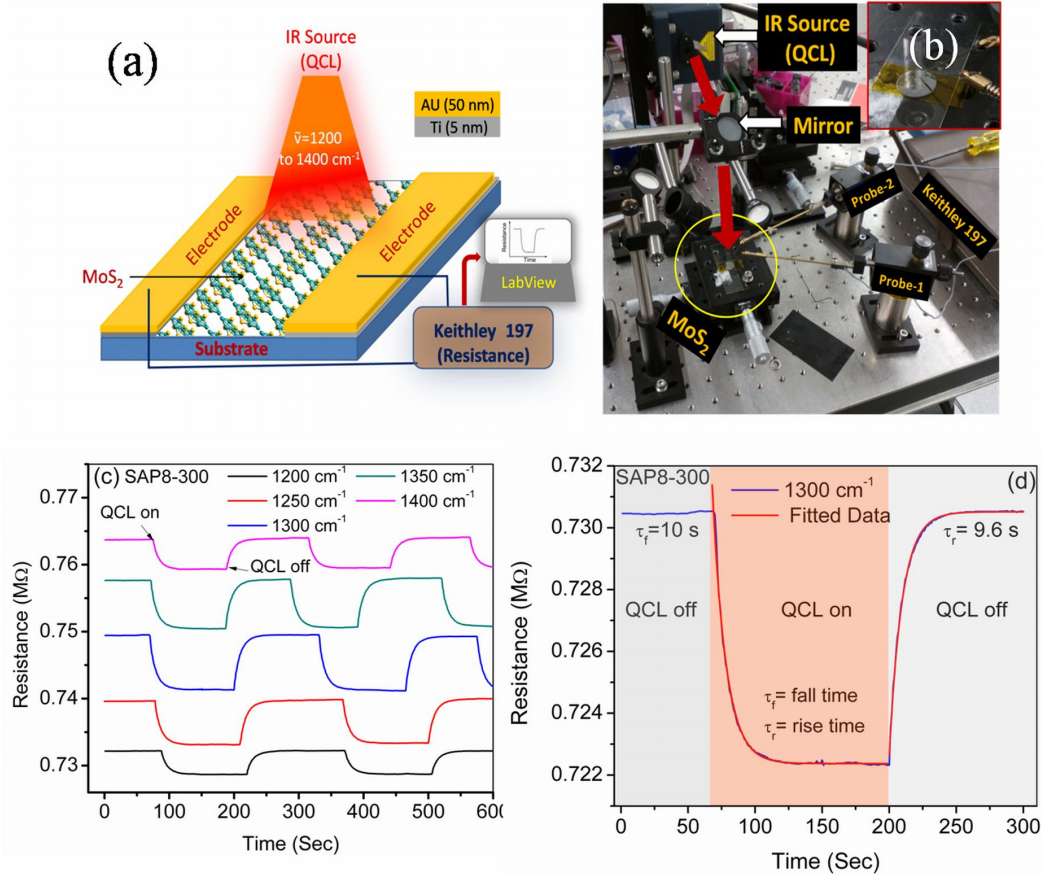 (a)
IR Source
(QCL)
ṽ=1200
to 1400 cm⁻¹
AU (50 nm)
Ti (5 nm)
Electrode
Electrode
MoS₂
Substrate
Resistance
Time
LabView
Keithley 197
(Resistance)
(b)
IR Source
(QCL)
Mirror
Probe-2
Keithley 197
Probe-1
MoS₂
(c) SAP8-300
1200 cm⁻¹
1250 cm⁻¹
1300 cm⁻¹
1350 cm⁻¹
1400 cm⁻¹
QCL on
QCL off
0.77
0.76
0.75
0.74
0.73
Resistance (MΩ)
0 100 200 300 400 500 600
Time (Sec)
SAP8-300
(d)
1300 cm⁻¹
Fitted Data
τf=10 s
τr= 9.6 s
QCL off
QCL on
QCL off
τf= fall time
τr= rise time
0.732
0.730
0.728
0.726
0.724
0.722
Resistance (MΩ)
0 50 100 150 200 250 300
Time (Sec)